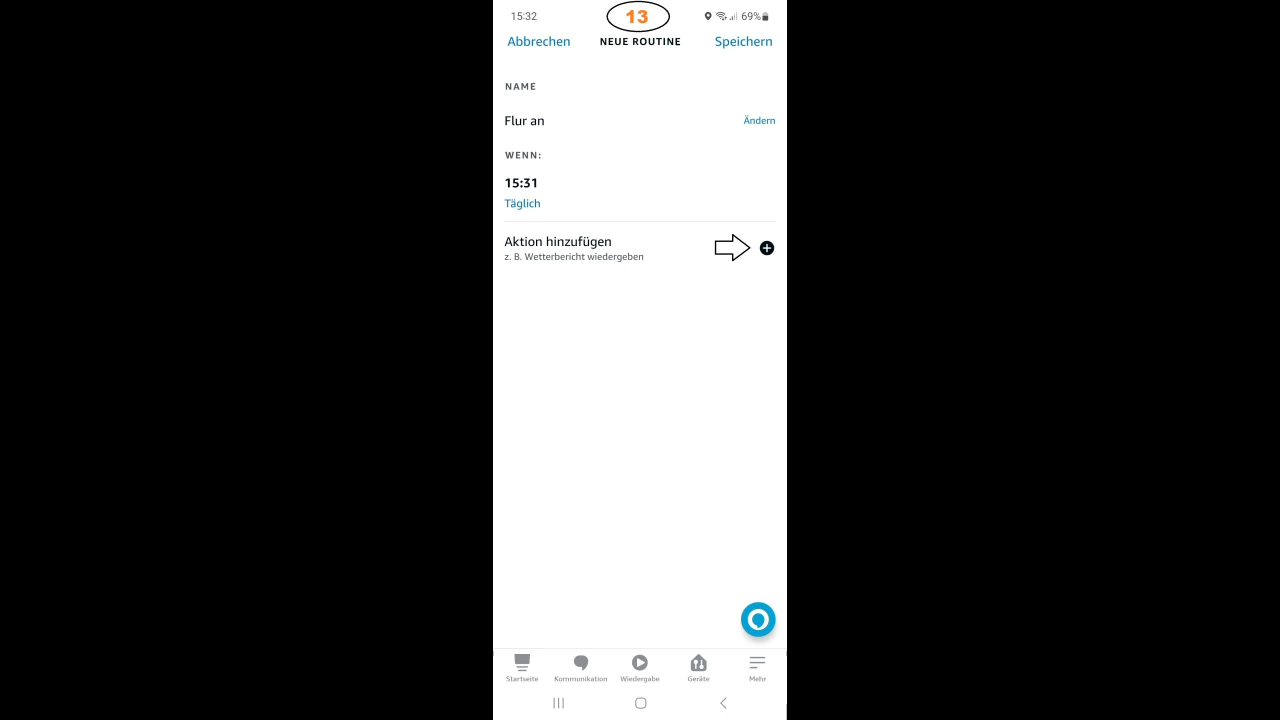 15:32
13
69%
Abbrechen
NEUE ROUTINE
Speichern
NAME
Flur an
Ändern
WENN:
15:31
Täglich
Aktion hinzufügen
z. B. Wetterbericht wiedergeben
Startseite
Kommunikation
Wiedergabe
Geräte
Mehr